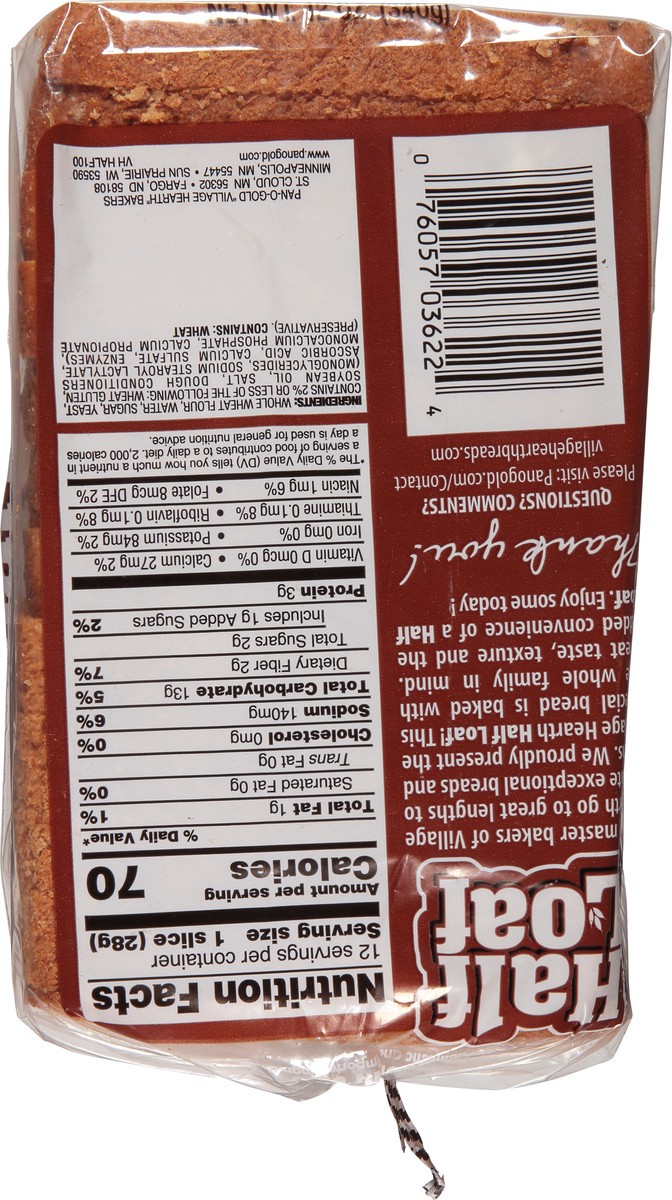 Half
Loaf
master bakers of Village
go to great lengths to
exceptional breads and
We proudly present the
Hearth Half Loaf! This
bread is baked with
whole family in mind.
taste, texture and the
convenience of a Half
Enjoy some today!
Thank you!
QUESTIONS? COMMENTS?
Please visit: Panogold.com/Contact
villagehearthbreads.com
0 76057 03622 4
Nutrition Facts
12 servings per container
Serving size 1 slice (28g)
Amount per serving
Calories 70
% Daily Value*
Total Fat 1g 1%
Saturated Fat 0g 0%
Trans Fat 0g
Cholesterol 0mg 0%
Sodium 140mg 6%
Total Carbohydrate 13g 5%
Dietary Fiber 2g 7%
Total Sugars 2g
Includes 1g Added Sugars 2%
Protein 3g
Vitamin D 0mcg 0% • Calcium 27mg 2%
Iron 0mg 0% • Potassium 84mg 2%
Thiamine 0.1mg 8% • Riboflavin 0.1mg 8%
Niacin 1mg 6% • Folate 8mcg DFE 2%
*The % Daily Value (DV) tells you how much a nutrient in
a serving of food contributes to a daily diet. 2,000 calories
a day is used for general nutrition advice.
INGREDIENTS: WHOLE WHEAT FLOUR, WATER, SUGAR, YEAST,
CONTAINS 2% OR LESS OF THE FOLLOWING: WHEAT GLUTEN,
SOYBEAN OIL, SALT, DOUGH CONDITIONERS
(MONOGLYCERIDES, SODIUM STEAROYL LACTYLATE,
ASCORBIC ACID, CALCIUM SULFATE, ENZYMES),
MONOCALCIUM PHOSPHATE, CALCIUM PROPIONATE
(PRESERVATIVE). CONTAINS: WHEAT
PAN-O-GOLD "VILLAGE HEARTH" BAKERS
ST. CLOUD, MN 56302 • FARGO, ND 58108
MINNEAPOLIS, MN 55447 • SUN PRAIRIE, WI 53590
www.panogold.com VH HALF100
NET WT 12 OZ (340g)